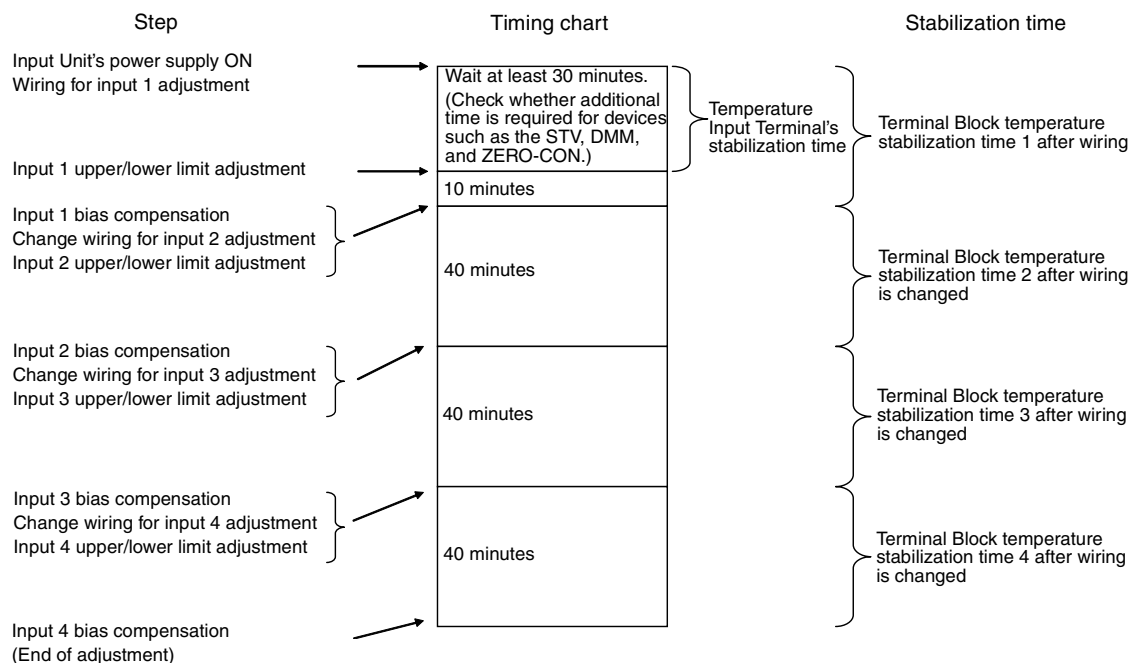 Step
Timing chart
Stabilization time
Input Unit's power supply ON
Wiring for input 1 adjustment
Wait at least 30 minutes.
(Check whether additional
time is required for devices
such as the STV, DMM,
and ZERO-CON.)
Temperature
Input Terminal's
stabilization time
Terminal Block temperature
stabilization time 1 after wiring
Input 1 upper/lower limit adjustment
10 minutes
Input 1 bias compensation
Change wiring for input 2 adjustment
Input 2 upper/lower limit adjustment
40 minutes
Terminal Block temperature
stabilization time 2 after wiring
is changed
Input 2 bias compensation
Change wiring for input 3 adjustment
Input 3 upper/lower limit adjustment
40 minutes
Terminal Block temperature
stabilization time 3 after wiring
is changed
Input 3 bias compensation
Change wiring for input 4 adjustment
Input 4 upper/lower limit adjustment
40 minutes
Terminal Block temperature
stabilization time 4 after wiring
is changed
Input 4 bias compensation
(End of adjustment)